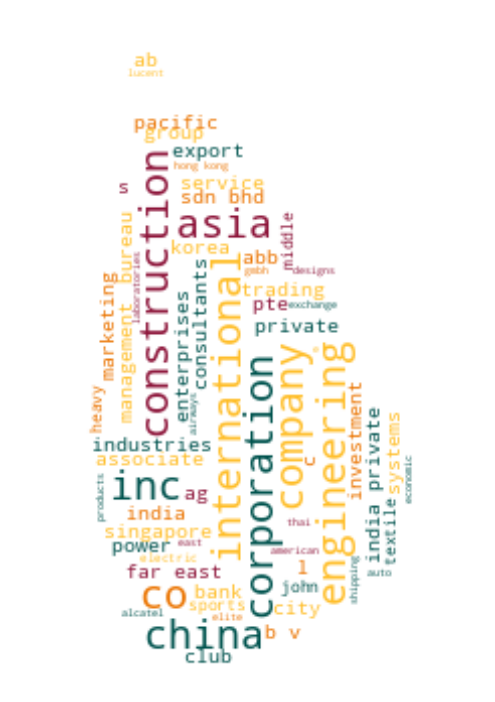 ab
lucent
pacific
group
export
hong kong
s
service
sdn bhd
construction
asia
middle
korea
abb
gmbh
designs
bureau
laboratories
consultants
international
trading
marketing
management
enterprises
pte
exchange
private
airways
corporation
company
engineering
heavy
investment
industries
associate
c
india private
systems
economic
products
inc
ag
india
singapore
thai
textile
power
east
american
electric
far east
l
auto
shipping
john
co
bank
sports
city
alcatel
elite
china
b v
club